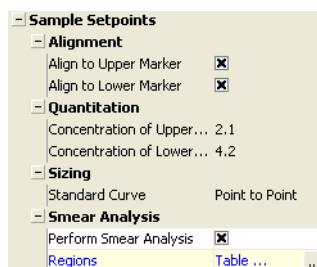 Sample Setpoints
Alignment
Align to Upper Marker
Align to Lower Marker
Quantitation
Concentration of Upper... 2.1
Concentration of Lower... 4.2
Sizing
Standard Curve Point to Point
Smear Analysis
Perform Smear Analysis
Regions Table ... ..